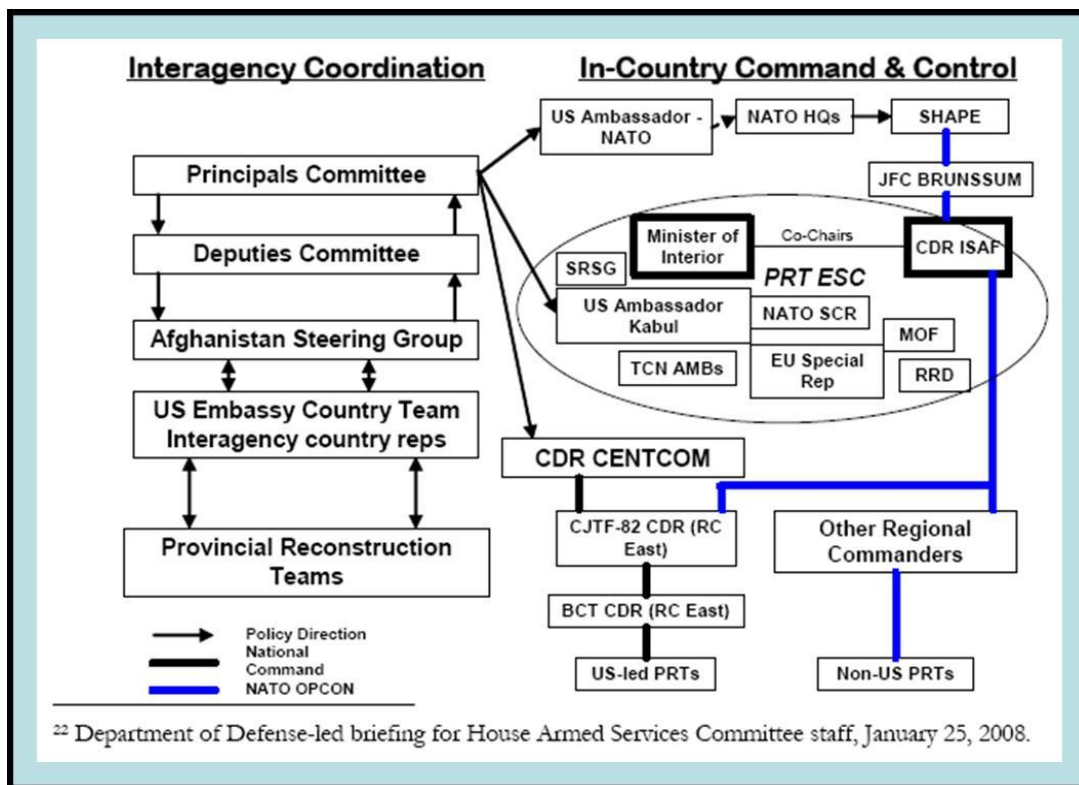 Interagency Coordination
In-Country Command & Control
US Ambassador -
NATO
NATO HQs
SHAPE
Principals Committee
JFC BRUNSSUM
Deputies Committee
Minister of
Interior
Co-Chairs
CDR ISAF
SRSG
PRT ESC
US Ambassador
Kabul
NATO SCR
MOF
Afghanistan Steering Group
TCN AMBs
EU Special
Rep
RRD
US Embassy Country Team
Interagency country reps
CDR CENTCOM
CJTF-82 CDR (RC
East)
Other Regional
Commanders
Provincial Reconstruction
Teams
BCT CDR (RC East)
US-led PRTs
Non-US PRTs
Policy Direction
National
Command
NATO OPCON
22 Department of Defense-led briefing for House Armed Services Committee staff, January 25, 2008.